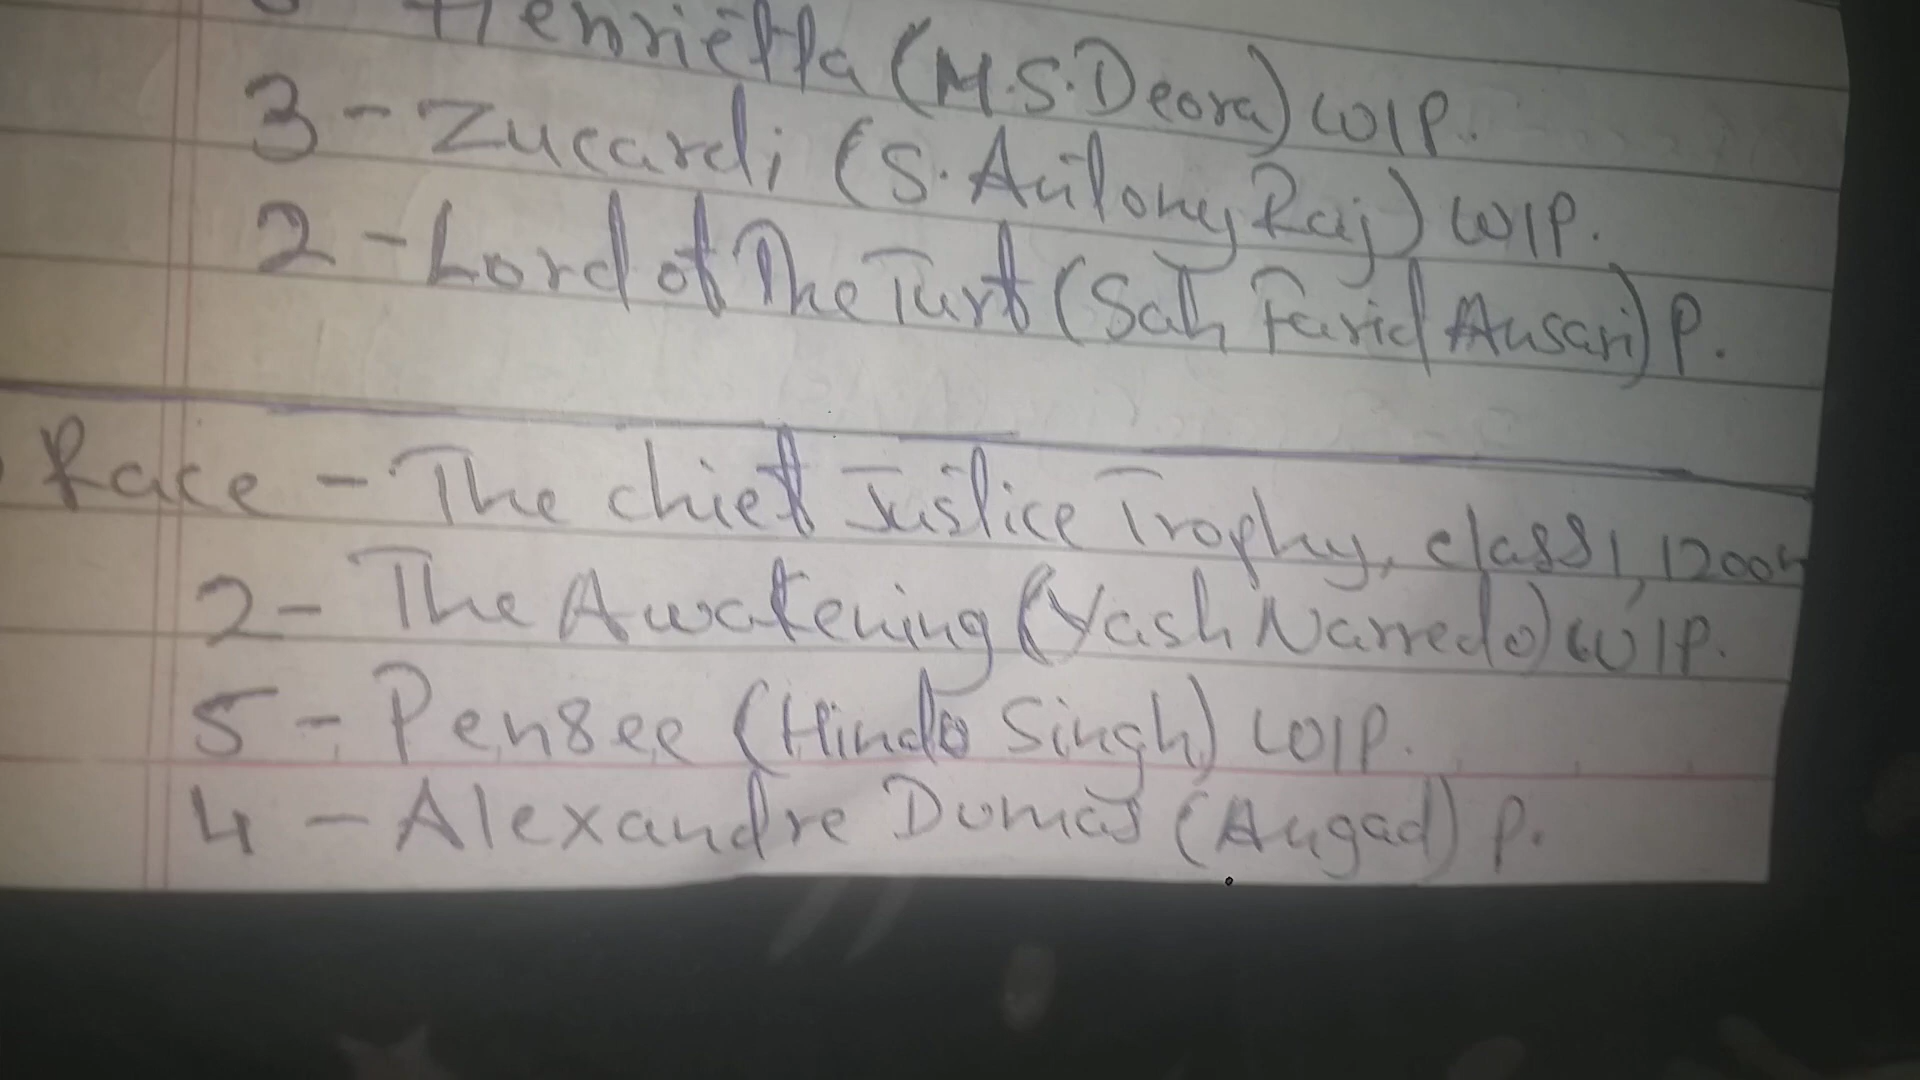 Henrietta (M.S. Deora) W/P.
3 - Zuccardi (S. Antony Raj) W/P.
2 - Lord of The Turf (Sah Farid Ansari) P.
Race - The chief Justice Trophy, class 1, 1200m
2 - The Awakening (Yash Narredo) W/P.
5 - Pensee (Hindo Singh) W/P.
4 - Alexandre Dumas (Angad) P.